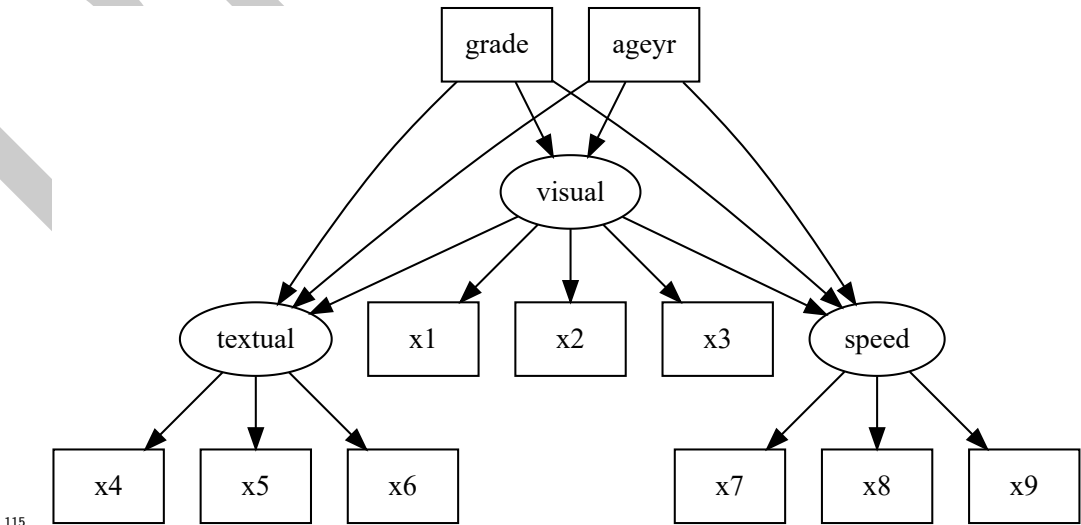 grade ageyr
visual
textual x1 x2 x3 speed
x4 x5 x6 x7 x8 x9
115